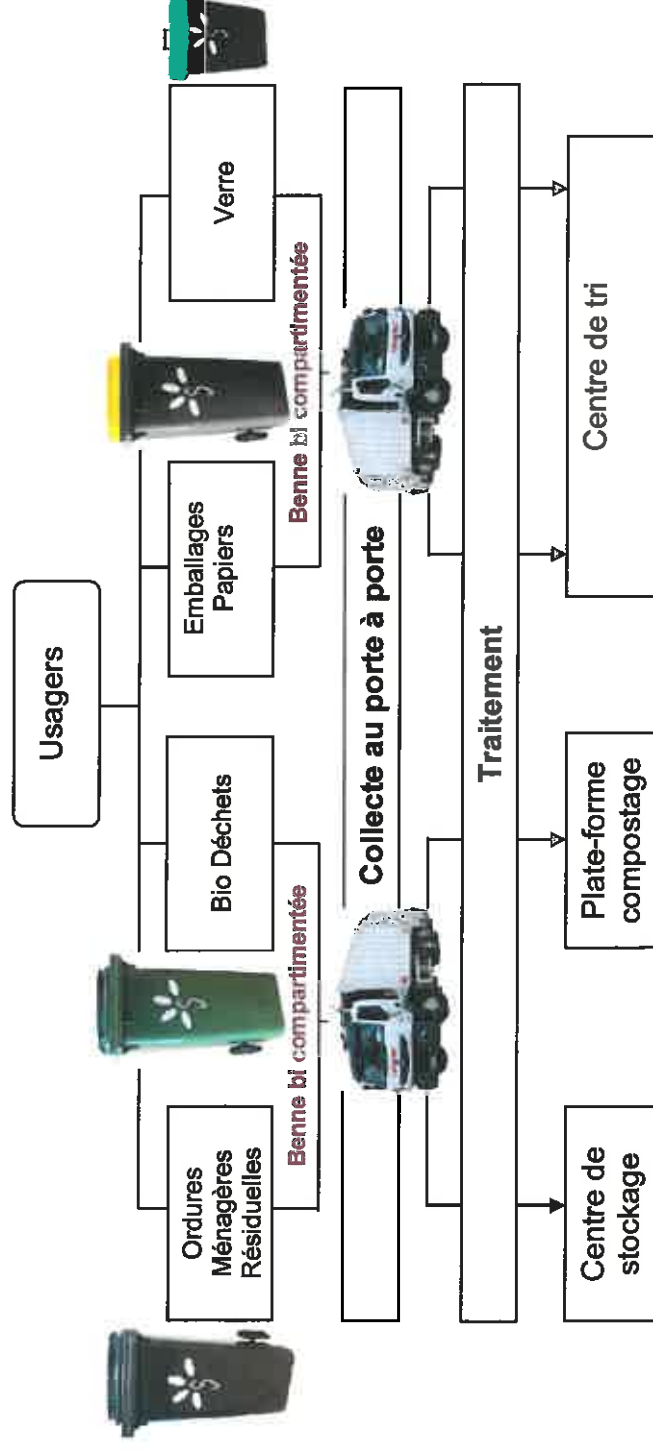 Usagers
Ordures
Ménagères
Résiduelles
Bio Déchets
Emballages
Papiers
Verre
Benne bi compartimentée
Benne bi compartimentée
Collecte au porte à porte
Traitement
Centre de
stockage
Plate-forme
compostage
Centre de tri